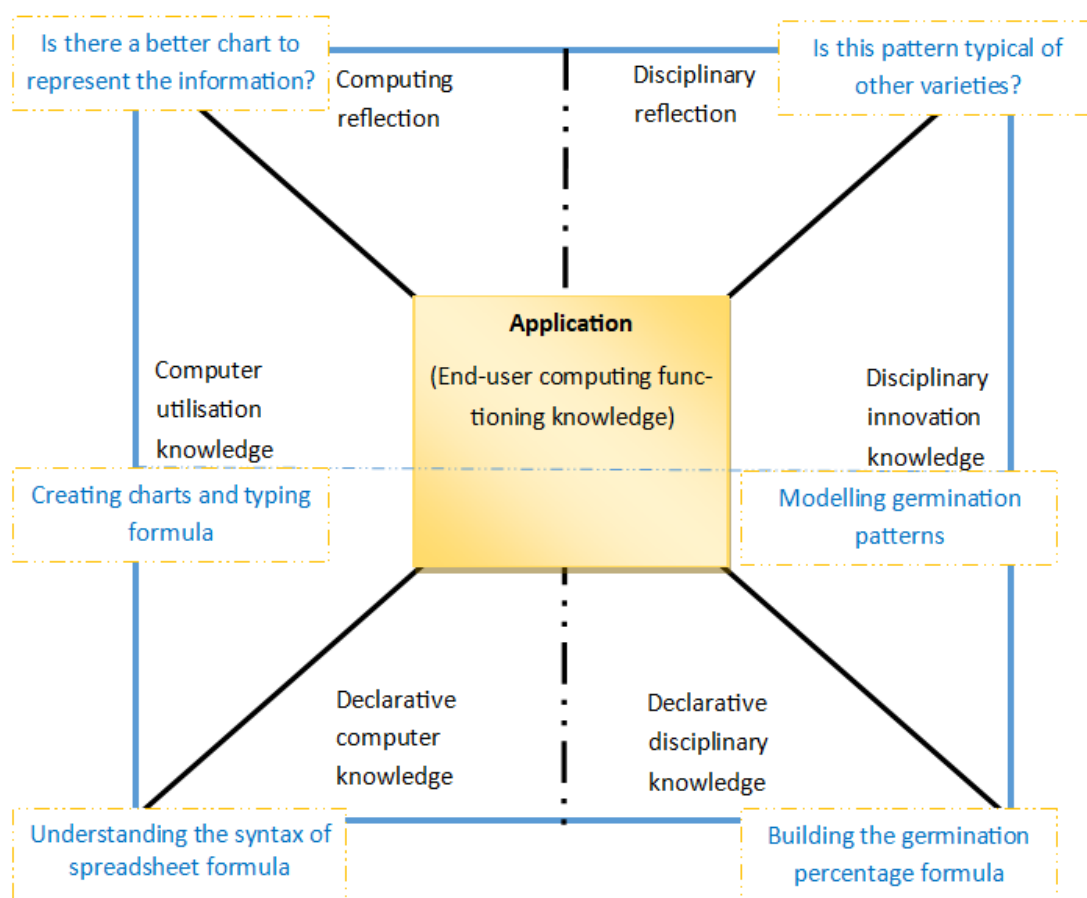 Is there a better chart to
represent the information?
Computing
reflection
Disciplinary
reflection
Is this pattern typical of
other varieties?
Application
(End-user computing func-
tioning knowledge)
Computer
utilisation
knowledge
Disciplinary
innovation
knowledge
Creating charts and typing
formula
Modelling germination
patterns
Declarative
computer
knowledge
Declarative
disciplinary
knowledge
Understanding the syntax of
spreadsheet formula
Building the germination
percentage formula